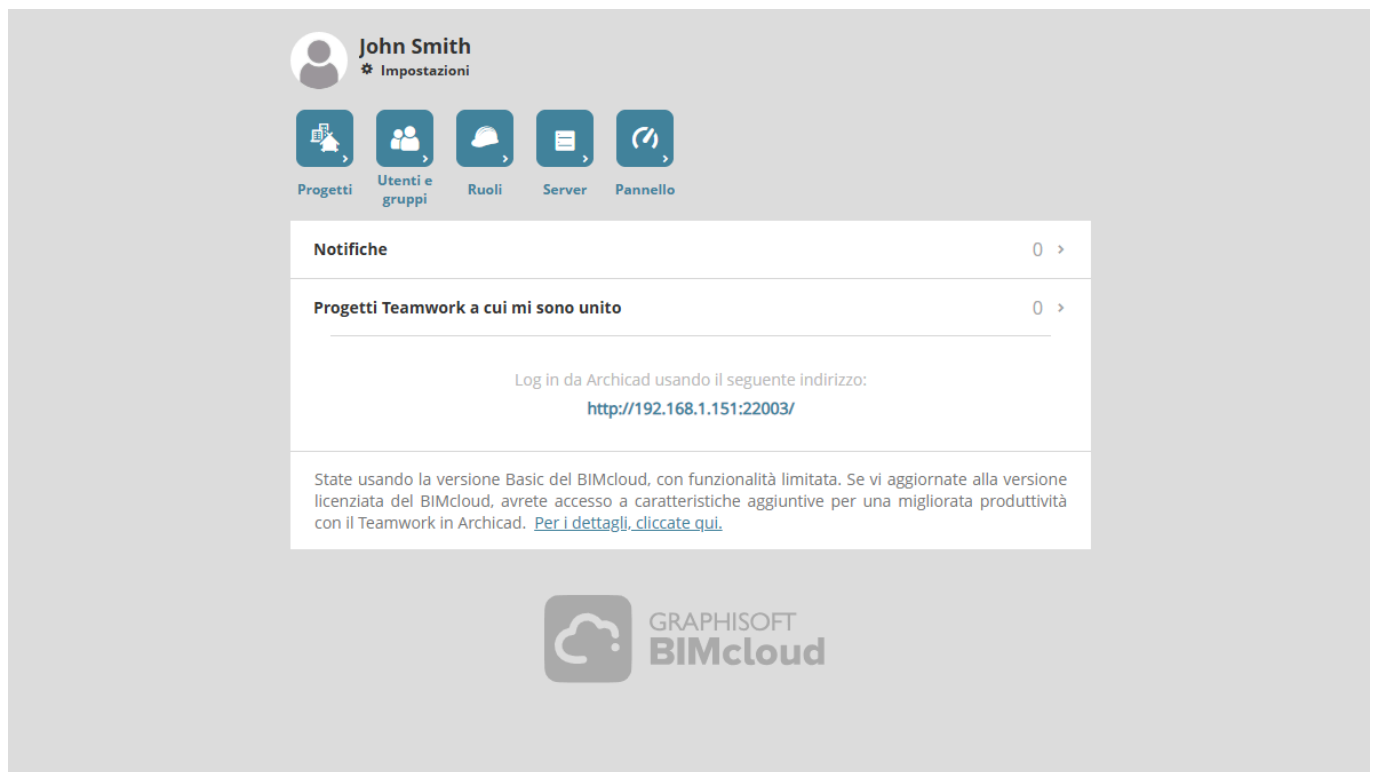 John Smith
Impostazioni
Progetti
Utenti e
gruppi
Ruoli
Server
Pannello
Notifiche 0
Progetti Teamwork a cui mi sono unito 0
Log in da Archicad usando il seguente indirizzo:
http://192.168.1.151:22003/
State usando la versione Basic del BIMcloud, con funzionalità limitata. Se vi aggiornate alla versione
licenziata del BIMcloud, avrete accesso a caratteristiche aggiuntive per una migliorata produttività
con il Teamwork in Archicad. Per i dettagli, cliccate qui.
GRAPHISOFT
BIMcloud